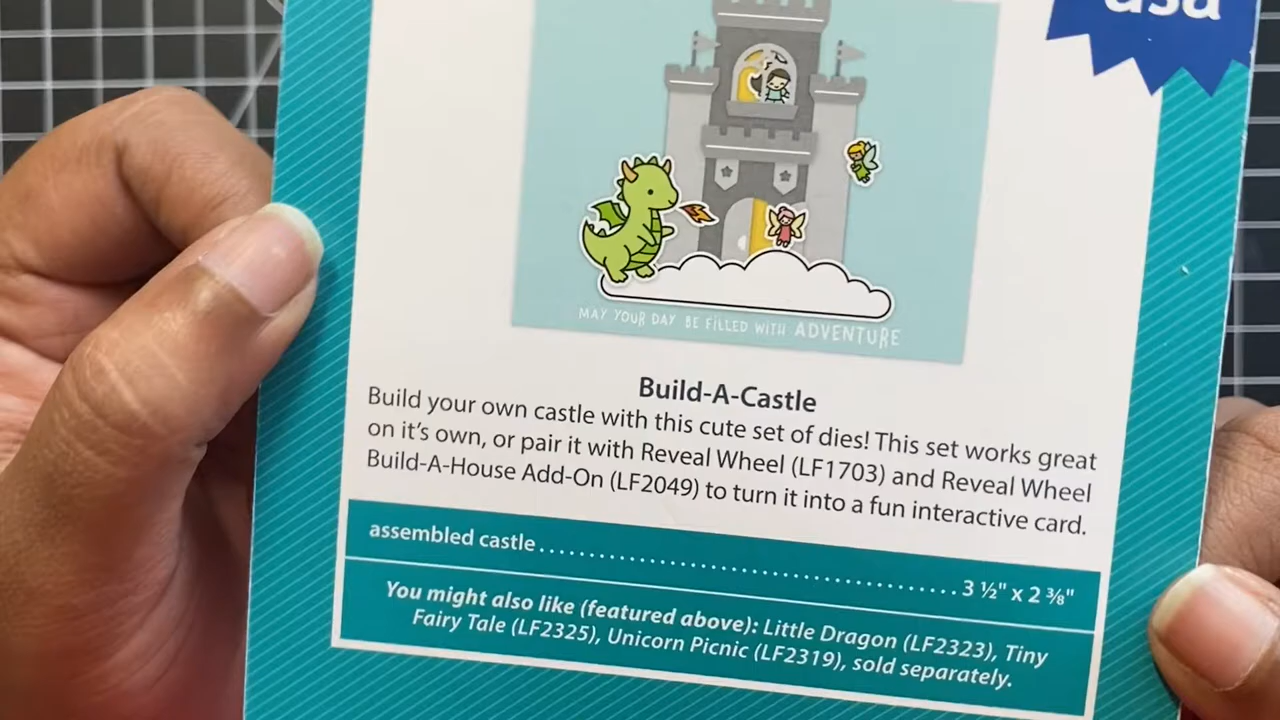 usa
MAY YOUR DAY BE FILLED WITH ADVENTURE
Build-A-Castle
Build your own castle with this cute set of dies! This set works great
on it's own, or pair it with Reveal Wheel (LF1703) and Reveal Wheel
Build-A-House Add-On (LF2049) to turn it into a fun interactive card.
assembled castle........................................3 ½" x 2 ⅜"
You might also like (featured above): Little Dragon (LF2323), Tiny
Fairy Tale (LF2325), Unicorn Picnic (LF2319), sold separately.